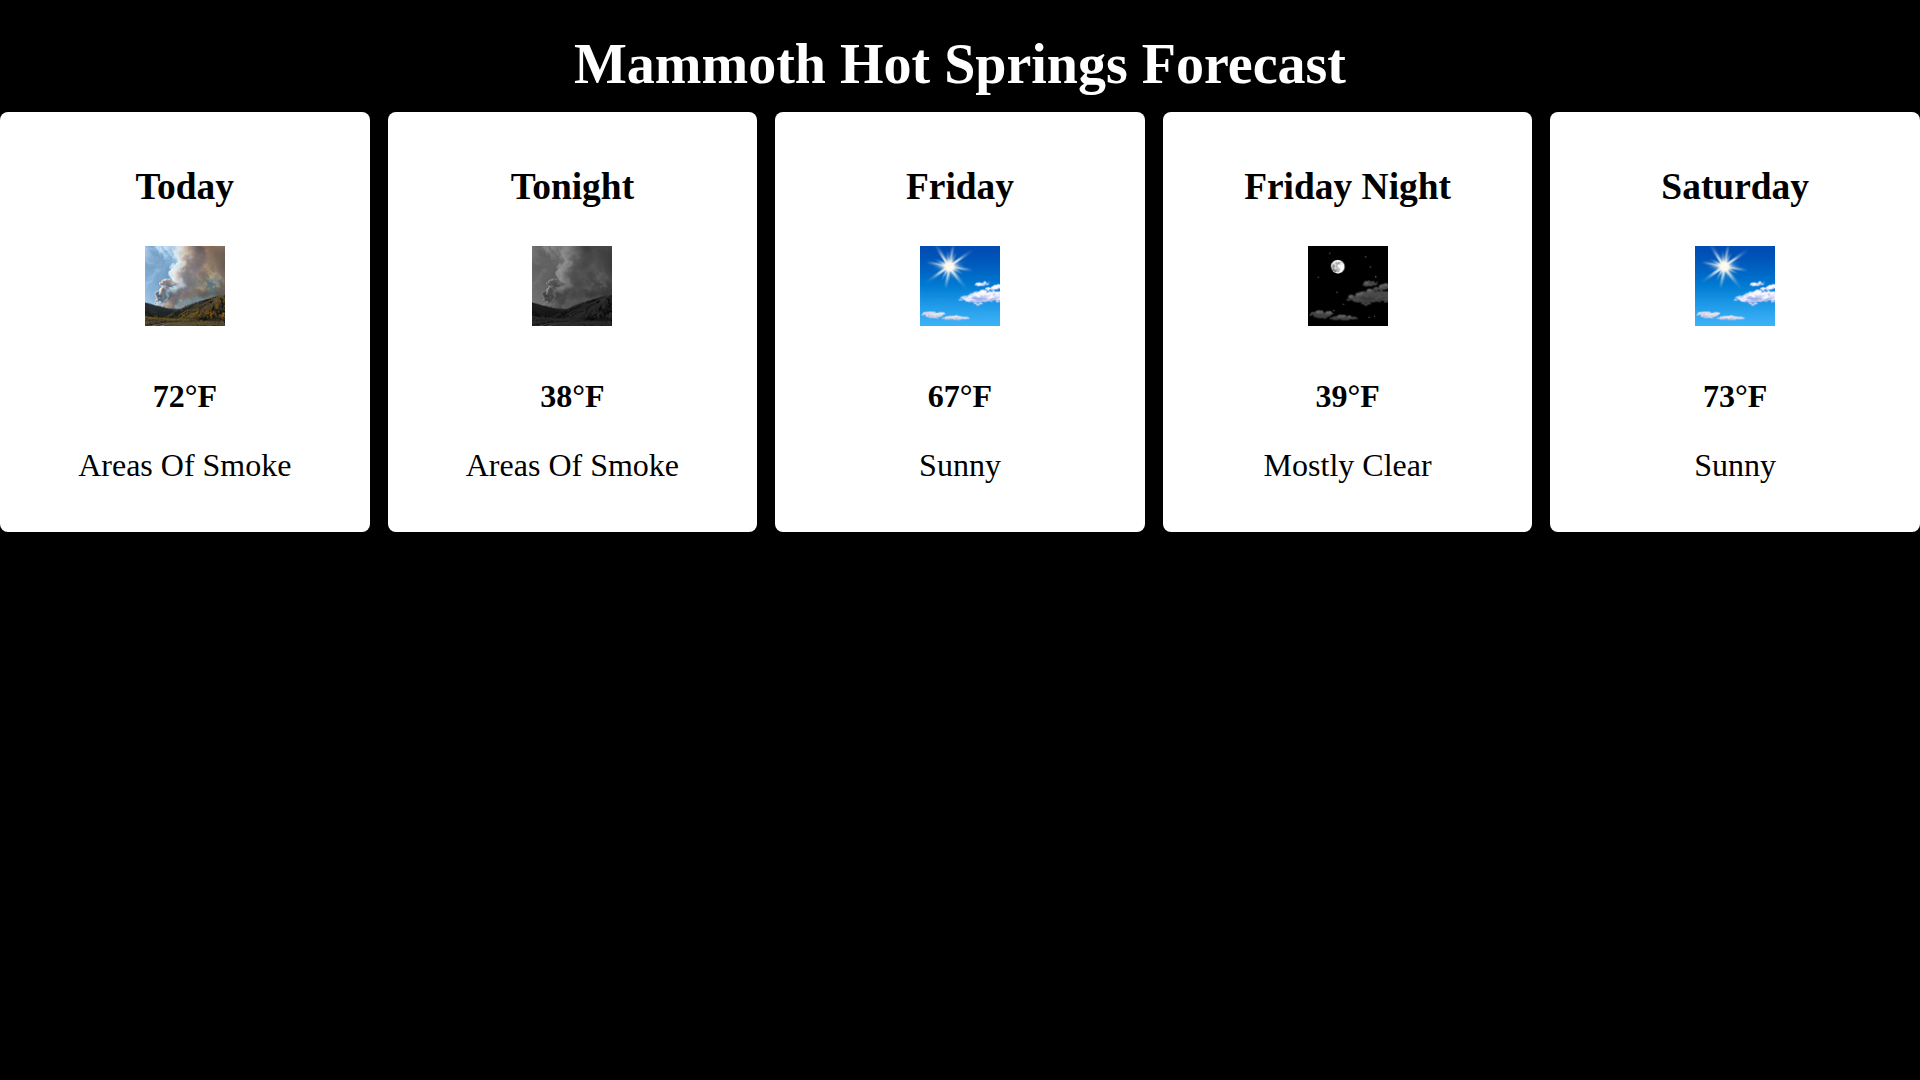 Mammoth Hot Springs Forecast
Today
72°F
Areas Of Smoke
Tonight
38°F
Areas Of Smoke
Friday
67°F
Sunny
Friday Night
39°F
Mostly Clear
Saturday
73°F
Sunny